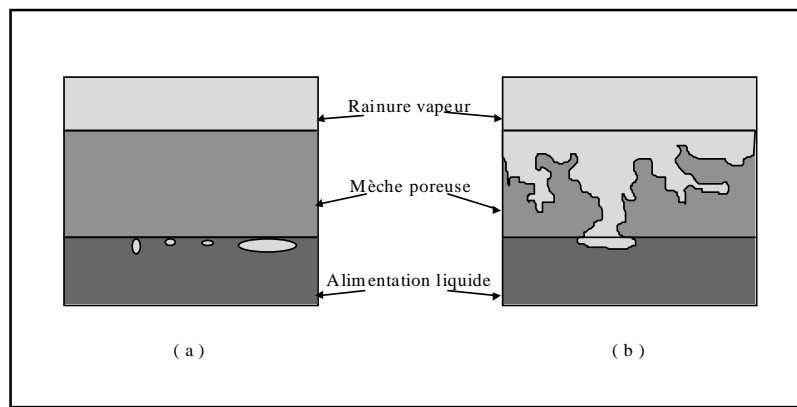 Rainure vapeur
Mèche poreuse
Alimentation liquide
( a )
( b )